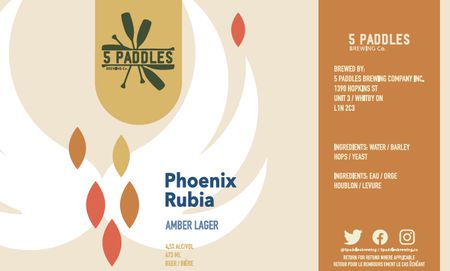 5 PADDLES
BREWING Co.
Phoenix
Rubia
AMBER LAGER
4.5% ALC/VOL
473 ML
BEER / BIÈRE
5 PADDLES
BREWING Co.
BREWED BY:
5 PADDLES BREWING COMPANY INC,
1390 HOPKINS ST
UNIT 3 / WHITBY ON
L1N 2C3
INGREDIENTS: WATER / BARLEY
HOPS / YEAST
INGREDIENTS: EAU / ORGE
HOUBLON / LEVURE
@5paddlesbrewing / 5paddlesbrewing.ca
RETURN FOR REFUND WHERE APPLICABLE
RETOUR POUR LE REMBOURSEMENT LE CAS ÉCHÉANT